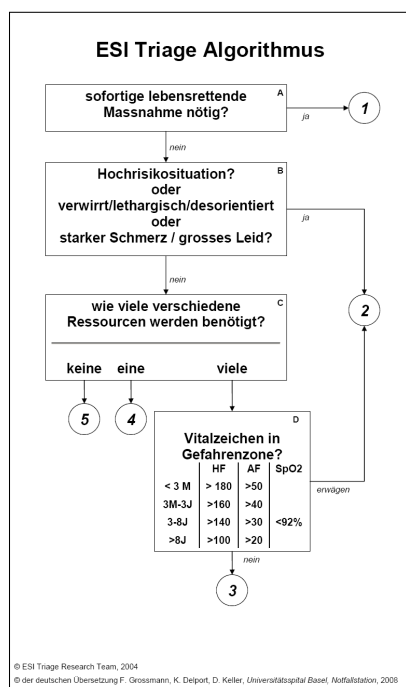 ESI Triage Algorithmus
A
sofortige lebensrettende
Massnahme nötig?
ja
1
nein
B
Hochrisikosituation?
oder
verwirrt/lethargisch/desorientiert
oder
starker Schmerz / grosses Leid?
ja
2
nein
C
wie viele verschiedene
Ressourcen werden benötigt?
keine eine viele
5 4
D
Vitalzeichen in
Gefahrenzone?
HF AF SpO2
< 3 M > 180 >50
3M-3J >160 >40
3-8J >140 >30 <92%
>8J >100 >20
erwägen
nein
3
© ESI Triage Research Team, 2004
© der deutschen Übersetzung F. Grossmann, K. Delport, D. Keller, Universitätsspital Basel, Notfallstation, 2008